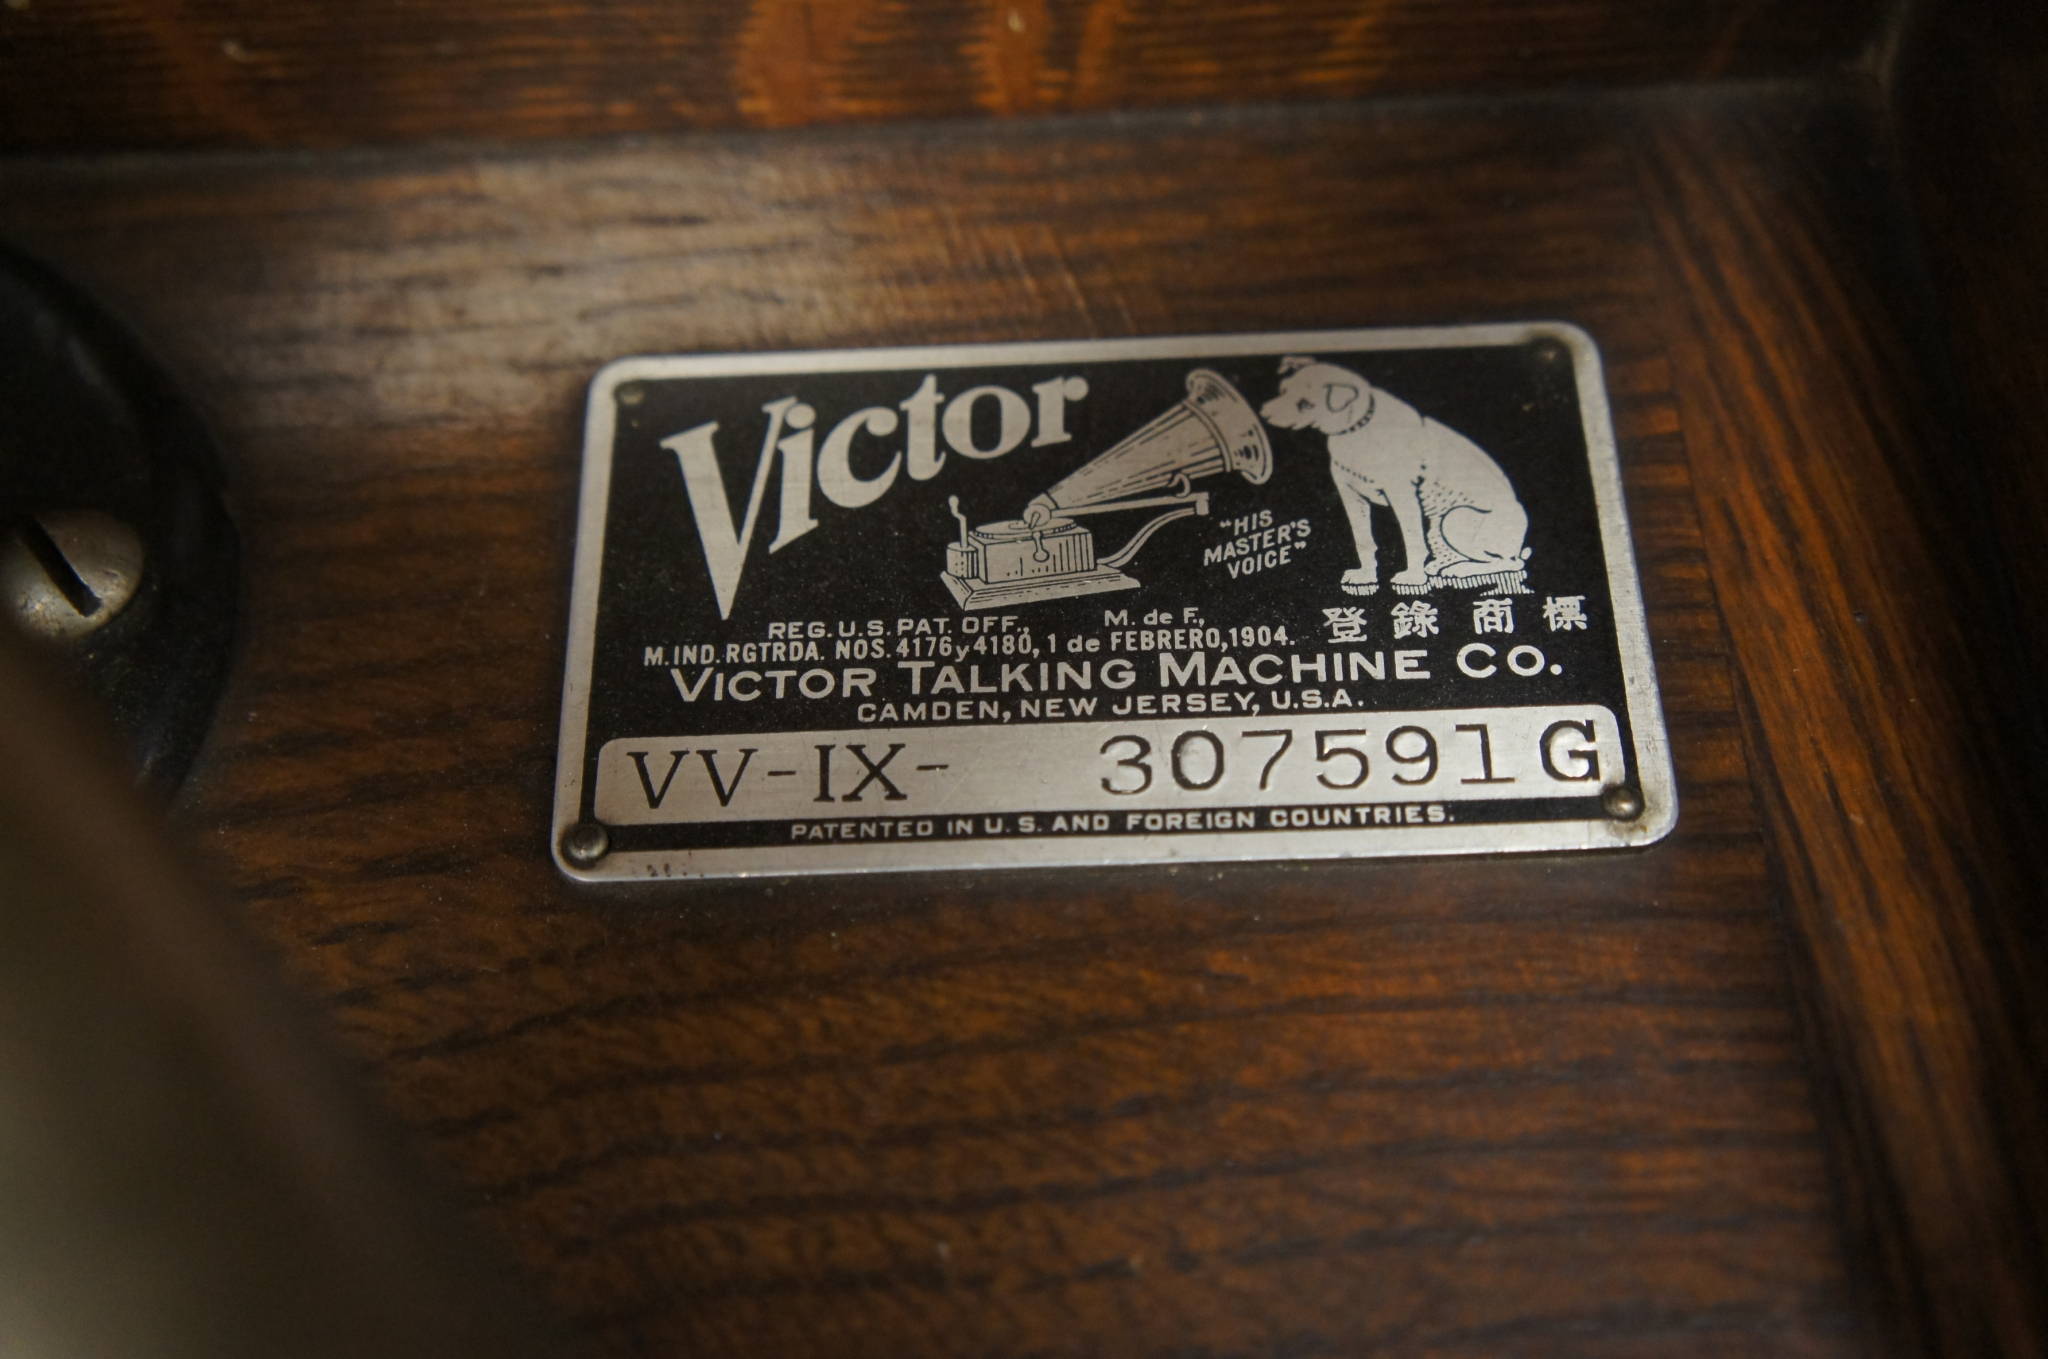 Victor
"HIS
MASTER'S
VOICE"
REG. U.S. PAT. OFF., M. de F.,
M. IND. RGTRDA. NOS. 4176 y 4180, 1 de FEBRERO, 1904.
登錄商標
VICTOR TALKING MACHINE CO.
CAMDEN, NEW JERSEY, U.S.A.
VV-IX- 307591G
PATENTED IN U.S. AND FOREIGN COUNTRIES.